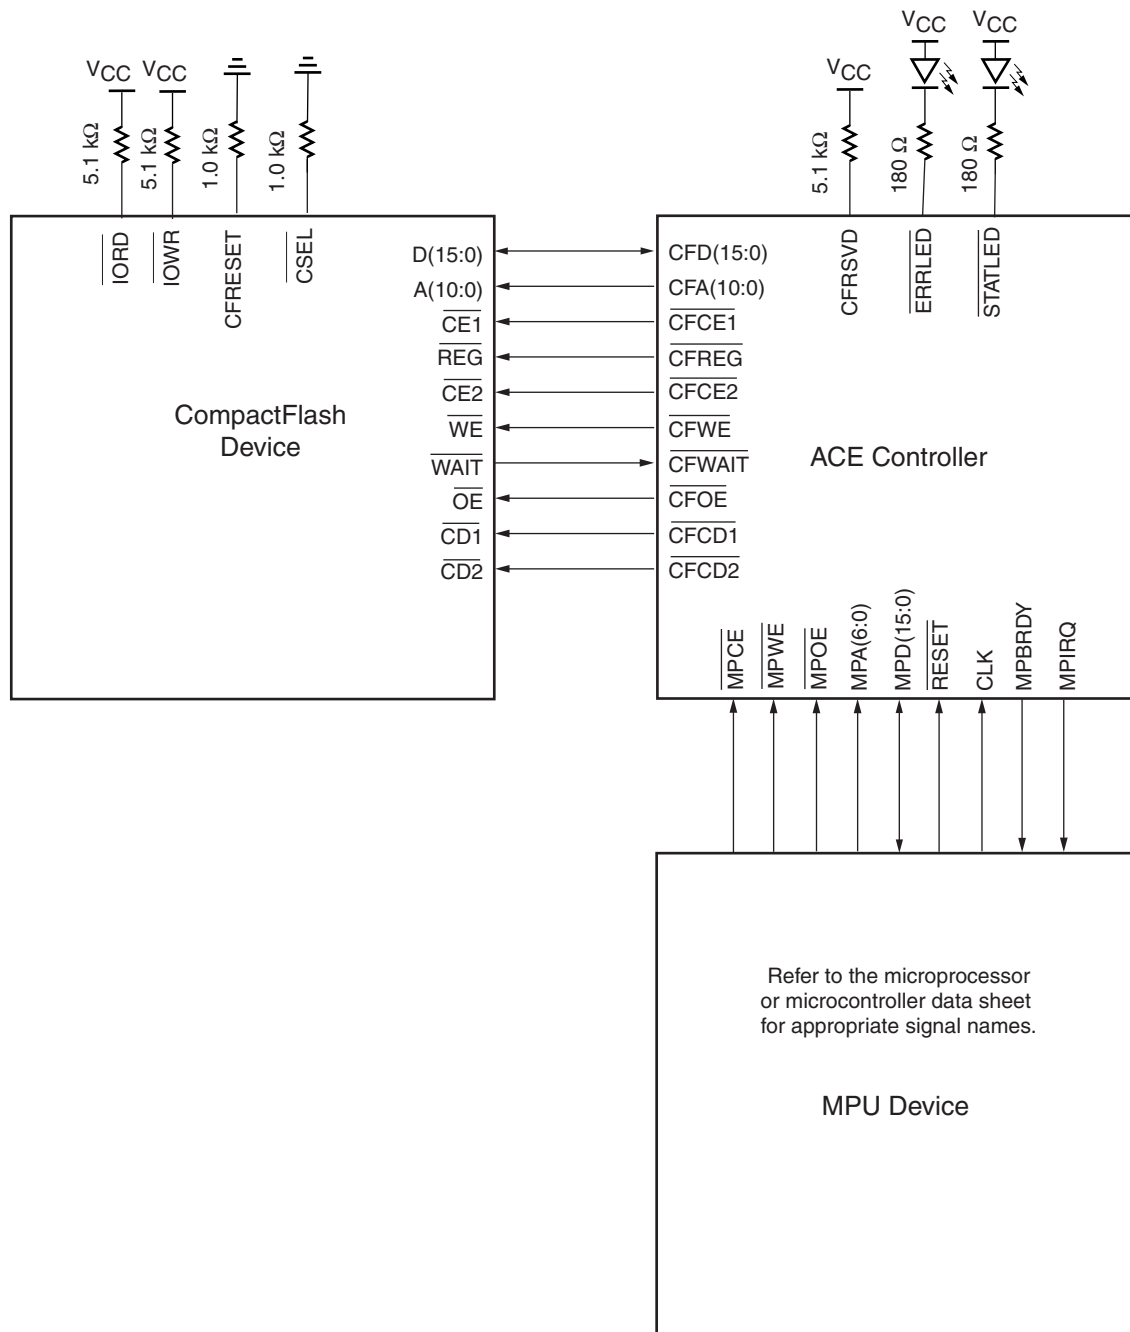 VCC
VCC
5.1 kΩ
5.1 kΩ
1.0 kΩ
1.0 kΩ
VCC
VCC
VCC
5.1 kΩ
180 Ω
180 Ω
IORD
IOWR
CFRESET
CSEL
CFRSVD
ERRLED
STATLED
D(15:0)
A(10:0)
CE1
REG
CE2
WE
WAIT
OE
CD1
CD2
CompactFlash
Device
CFD(15:0)
CFA(10:0)
CFCE1
CFREG
CFCE2
CFWE
CFWAIT
CFOE
CFCD1
CFCD2
ACE Controller
MPCE
MPWE
MPOE
MPA(6:0)
MPD(15:0)
RESET
CLK
MPBRDY
MPIRQ
Refer to the microprocessor
or microcontroller data sheet
for appropriate signal names.
MPU Device